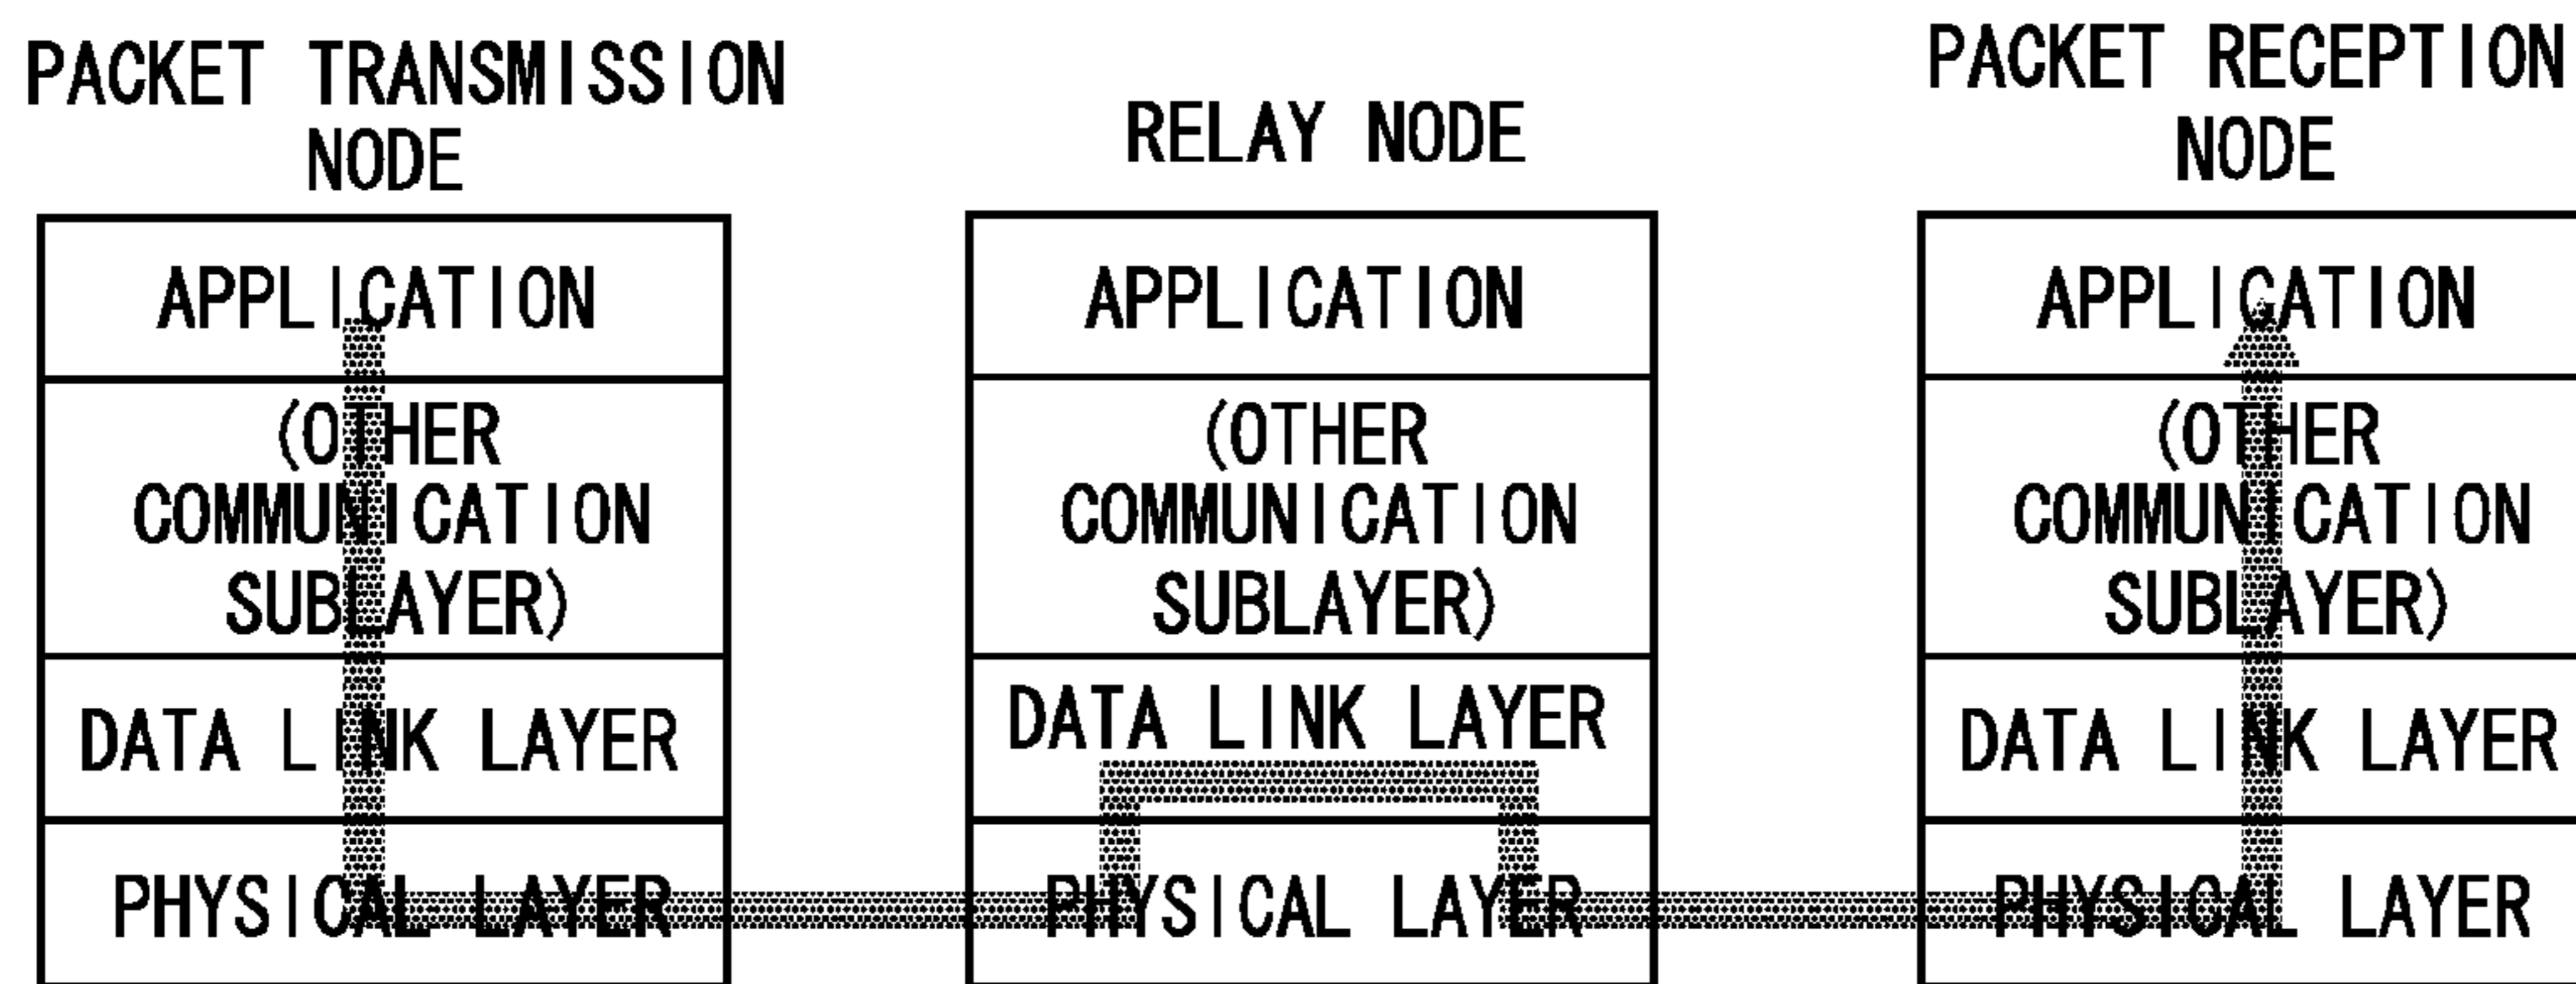 PACKET TRANSMISSION
NODE
APPLICATION
(OTHER
COMMUNICATION
SUBLAYER)
DATA LINK LAYER
PHYSICAL LAYER
RELAY NODE
APPLICATION
(OTHER
COMMUNICATION
SUBLAYER)
DATA LINK LAYER
PHYSICAL LAYER
PACKET RECEPTION
NODE
APPLICATION
(OTHER
COMMUNICATION
SUBLAYER)
DATA LINK LAYER
PHYSICAL LAYER